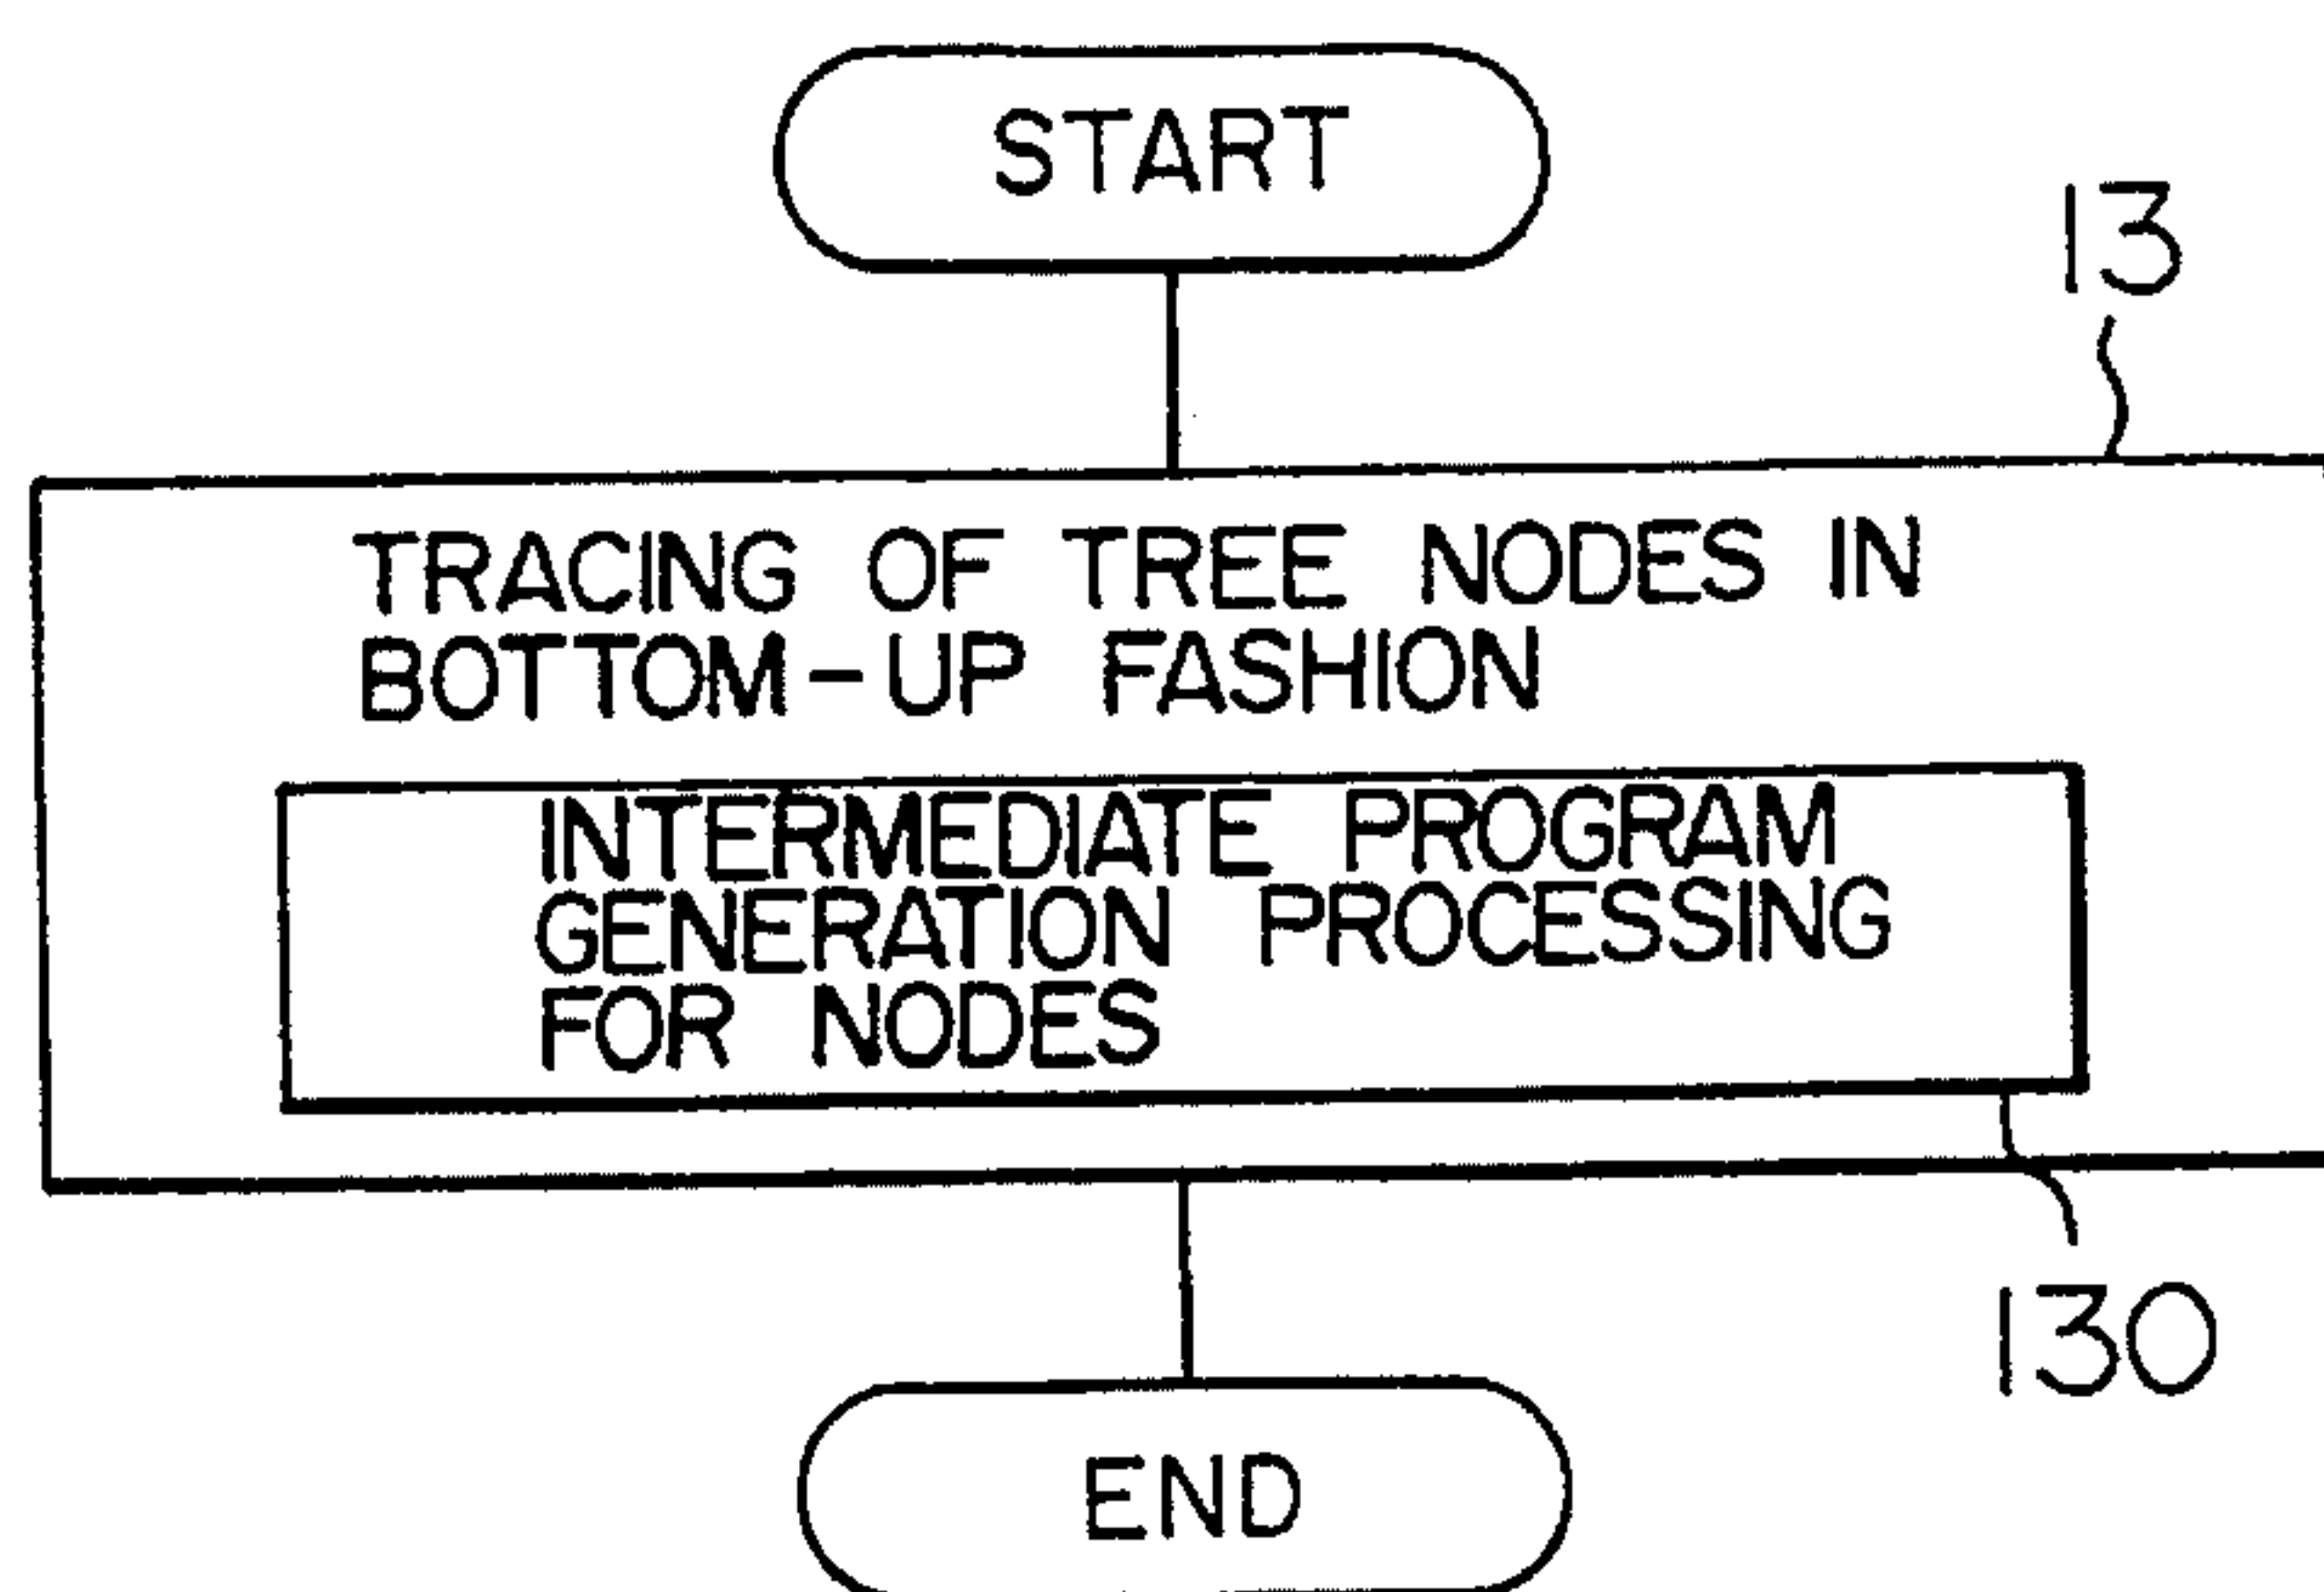 START
13
TRACING OF TREE NODES IN
BOTTOM-UP FASHION
INTERMEDIATE PROGRAM
GENERATION PROCESSING
FOR NODES
130
END